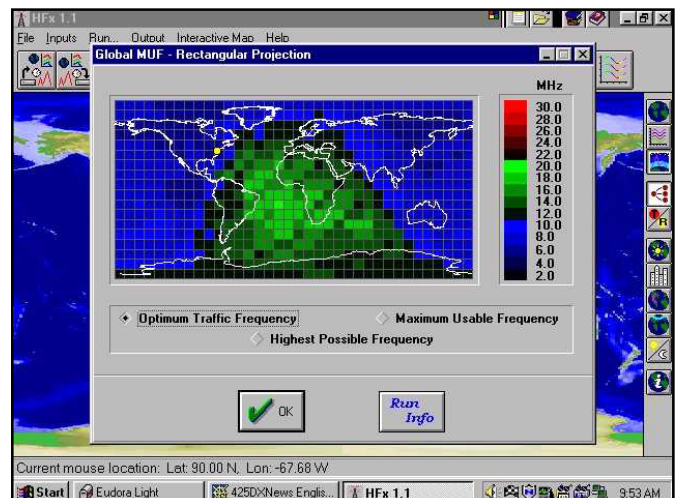 HFx 1.1
File Inputs Run... Output Interactive Map Help
Global MUF - Rectangular Projection
MHz
30.0
28.0
26.0
24.0
22.0
20.0
18.0
16.0
14.0
12.0
10.0
8.0
6.0
4.0
2.0
Optimum Traffic Frequency
Maximum Usable Frequency
Highest Possible Frequency
OK
Run
Info
T/R
Current mouse location: Lat: 90.00 N, Lon: -67.68 W
Start
Eudora Light
425DXNews Englis...
HFx 1.1
9:53 AM